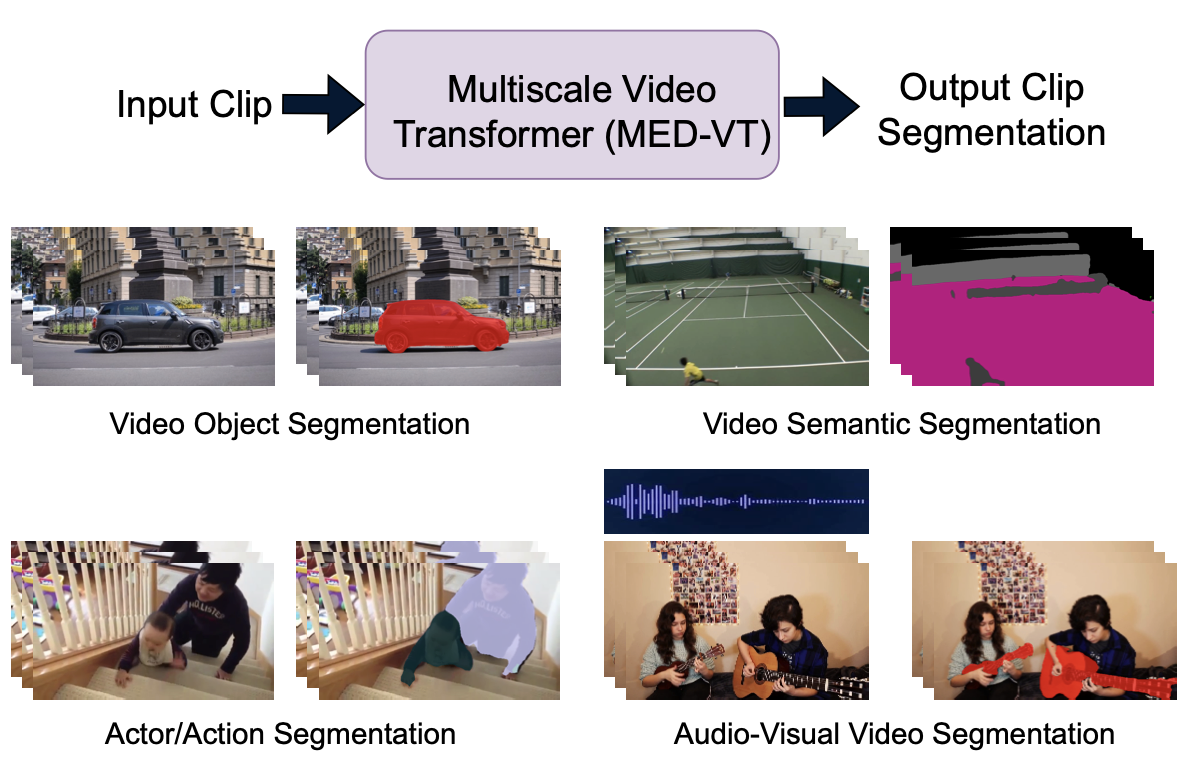 Input Clip
Multiscale Video
Transformer (MED-VT)
Output Clip
Segmentation
Video Object Segmentation
Video Semantic Segmentation
Actor/Action Segmentation
Audio-Visual Video Segmentation